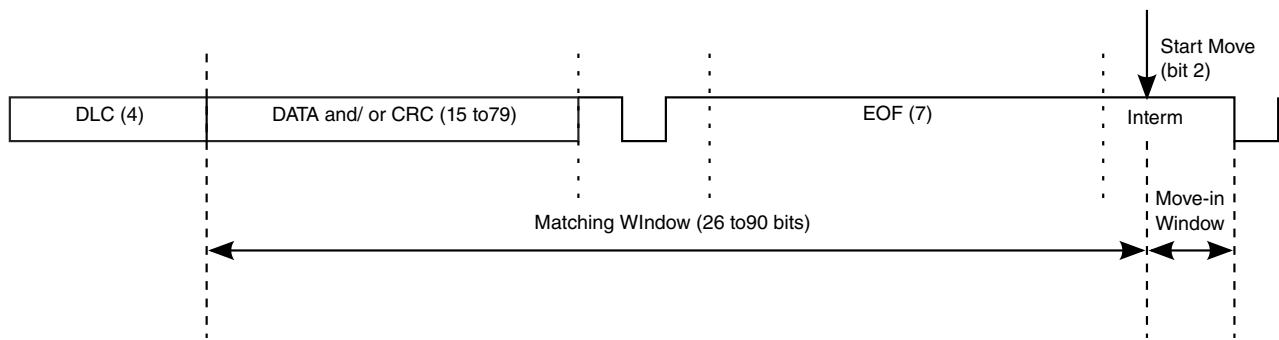 Start Move
(bit 2)
DLC (4)
DATA and/ or CRC (15 to79)
EOF (7)
Interm
Matching WIndow (26 to90 bits)
Move-in
Window